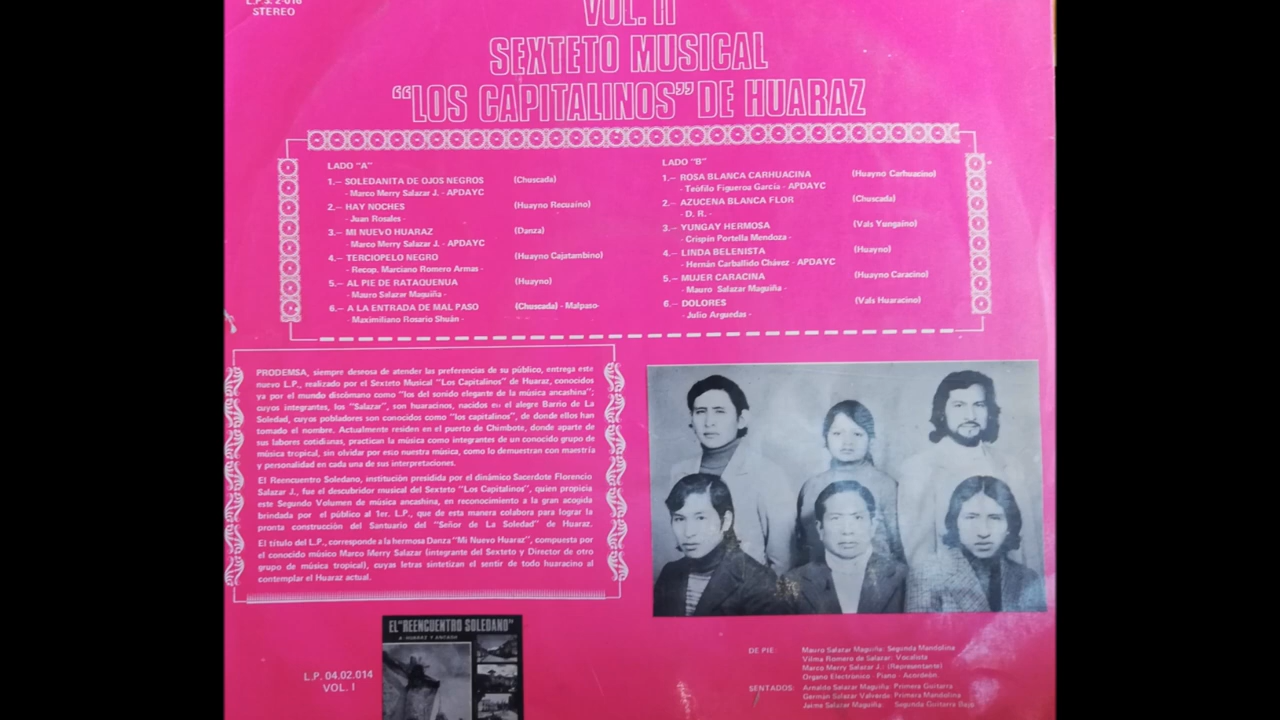 L.P.S. 2-016
STEREO
VOL. II
SEXTETO MUSICAL
“LOS CAPITALINOS” DE HUARAZ
LADO "A"
1.— SOLEDANITA DE OJOS NEGROS (Chuscada)
- Marco Merry Salazar J. - APDAYC
2.— HAY NOCHES (Huayno Recuaíno)
- Juan Rosales -
3.— MI NUEVO HUARAZ (Danza)
- Marco Merry Salazar J. - APDAYC
4.— TERCIOPELO NEGRO (Huayno Cajatambino)
- Recop. Marciano Romero Armas -
5.— AL PIE DE RATAQUENUA (Huayno)
- Mauro Salazar Maguiña -
6.— A LA ENTRADA DE MAL PASO (Chuscada) - Malpaso-
- Maximiliano Rosario Shuán -
LADO "B"
1.— ROSA BLANCA CARHUACINA (Huayno Carhuacino)
- Teófilo Figueroa García - APDAYC
2.— AZUCENA BLANCA FLOR (Chuscada)
- D. R. -
3.— YUNGAY HERMOSA (Vals Yungaíno)
- Crispín Portella Mendoza -
4.— LINDA BELENISTA (Huayno)
- Hernán Carballido Chávez - APDAYC
5.— MUJER CARACINA (Huayno Caracino)
- Mauro Salazar Maguiña -
6.— DOLORES (Vals Huaracino)
- Julio Arguedas -
PRODEMSA, siempre deseosa de atender las preferencias de su público, entrega este
nuevo L.P., realizado por el Sexteto Musical "Los Capitalinos" de Huaraz, conocidos
ya por el mundo discómano como "los del sonido elegante de la música ancashina";
cuyos integrantes, los "Salazar", son huaracinos, nacidos en el alegre Barrio de La
Soledad, cuyos pobladores son conocidos como "los capitalinos", de donde ellos han
tomado el nombre. Actualmente residen en el puerto de Chimbote, donde aparte de
sus labores cotidianas, practican la música como integrantes de un conocido grupo de
música tropical, sin olvidar por esto nuestra música, como lo demuestran con maestría
y personalidad en cada una de sus interpretaciones.
El Reencuentro Soledano, institución presidida por el dinámico Sacerdote Florencio
Salazar J., fue el descubridor musical del Sexteto "Los Capitalinos", quien propicia
este Segundo Volumen de música ancashina, en reconocimiento a la gran acogida
brindada por el público al 1er. L.P., que de esta manera colabora para lograr la
pronta construcción del Santuario del "Señor de La Soledad" de Huaraz.
El título del L.P., corresponde a la hermosa Danza "Mi Nuevo Huaraz", compuesta por
el conocido músico Marco Merry Salazar (integrante del Sexteto y Director de otro
grupo de música tropical), cuyas letras sintetizan el sentir de todo huaracino al
contemplar el Huaraz actual.
L.P. 04.02.014
VOL. I
EL "REENCUENTRO SOLEDANO"
A HUARAZ Y ANCASH
DE PIE: Mauro Salazar Maguiña: Segunda Mandolina
Vilma Romero de Salazar: Vocalista
Marco Merry Salazar J.: (Representante)
Organo Electrónico - Piano - Acordeón
SENTADOS: Arnaldo Salazar Maguiña: Primera Guitarra
Germán Salazar Valverde: Primera Mandolina
Jaime Salazar Maguiña: Segunda Guitarra Bajo